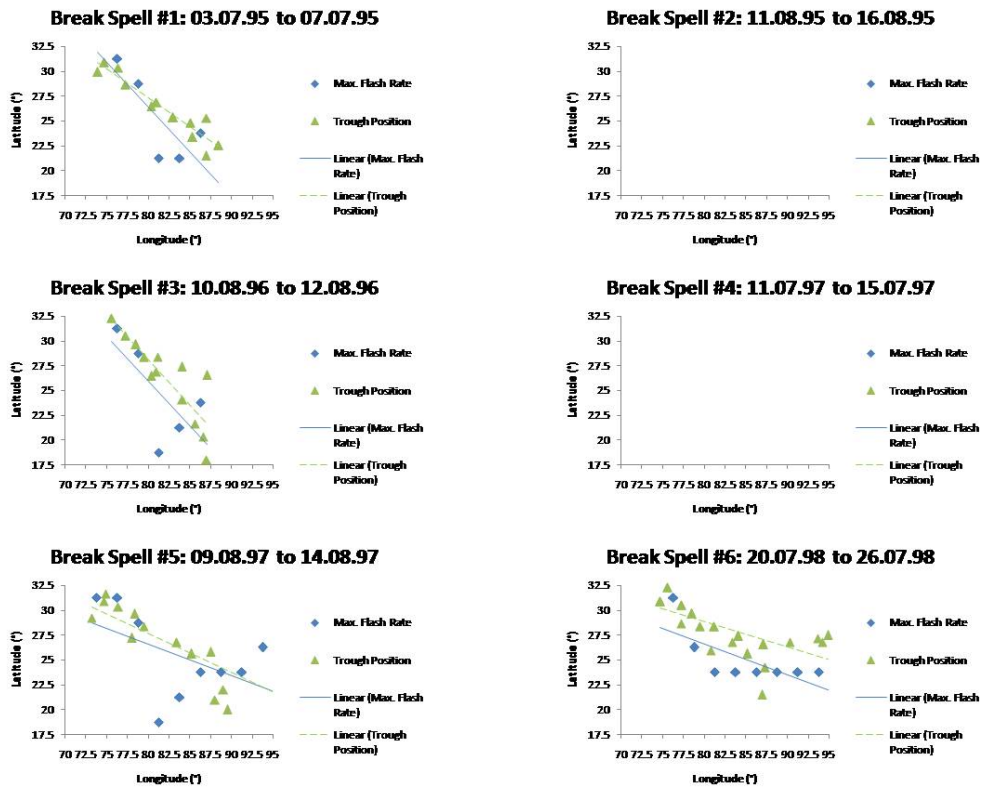 Break Spell #1: 03.07.95 to 07.07.95
32.5
30
27.5
25
22.5
20
17.5
Latitude (°)
70 72.5 75 77.5 80 82.5 85 87.5 90 92.5 95
Longitude (°)
Max. Flash Rate
Trough Position
Linear (Max. Flash
Rate)
Linear (Trough
Position)
Break Spell #2: 11.08.95 to 16.08.95
32.5
30
27.5
25
22.5
20
17.5
Latitude (°)
70 72.5 75 77.5 80 82.5 85 87.5 90 92.5 95
Longitude (°)
Max. Flash Rate
Trough Position
Linear (Max. Flash
Rate)
Linear (Trough
Position)
Break Spell #3: 10.08.96 to 12.08.96
32.5
30
27.5
25
22.5
20
17.5
Latitude (°)
70 72.5 75 77.5 80 82.5 85 87.5 90 92.5 95
Longitude (°)
Max. Flash Rate
Trough Position
Linear (Max. Flash
Rate)
Linear (Trough
Position)
Break Spell #4: 11.07.97 to 15.07.97
32.5
30
27.5
25
22.5
20
17.5
Latitude (°)
70 72.5 75 77.5 80 82.5 85 87.5 90 92.5 95
Longitude (°)
Max. Flash Rate
Trough Position
Linear (Max. Flash
Rate)
Linear (Trough
Position)
Break Spell #5: 09.08.97 to 14.08.97
32.5
30
27.5
25
22.5
20
17.5
Latitude (°)
70 72.5 75 77.5 80 82.5 85 87.5 90 92.5 95
Longitude (°)
Max. Flash Rate
Trough Position
Linear (Max. Flash
Rate)
Linear (Trough
Position)
Break Spell #6: 20.07.98 to 26.07.98
32.5
30
27.5
25
22.5
20
17.5
Latitude (°)
70 72.5 75 77.5 80 82.5 85 87.5 90 92.5 95
Longitude (°)
Max. Flash Rate
Trough Position
Linear (Max. Flash
Rate)
Linear (Trough
Position)